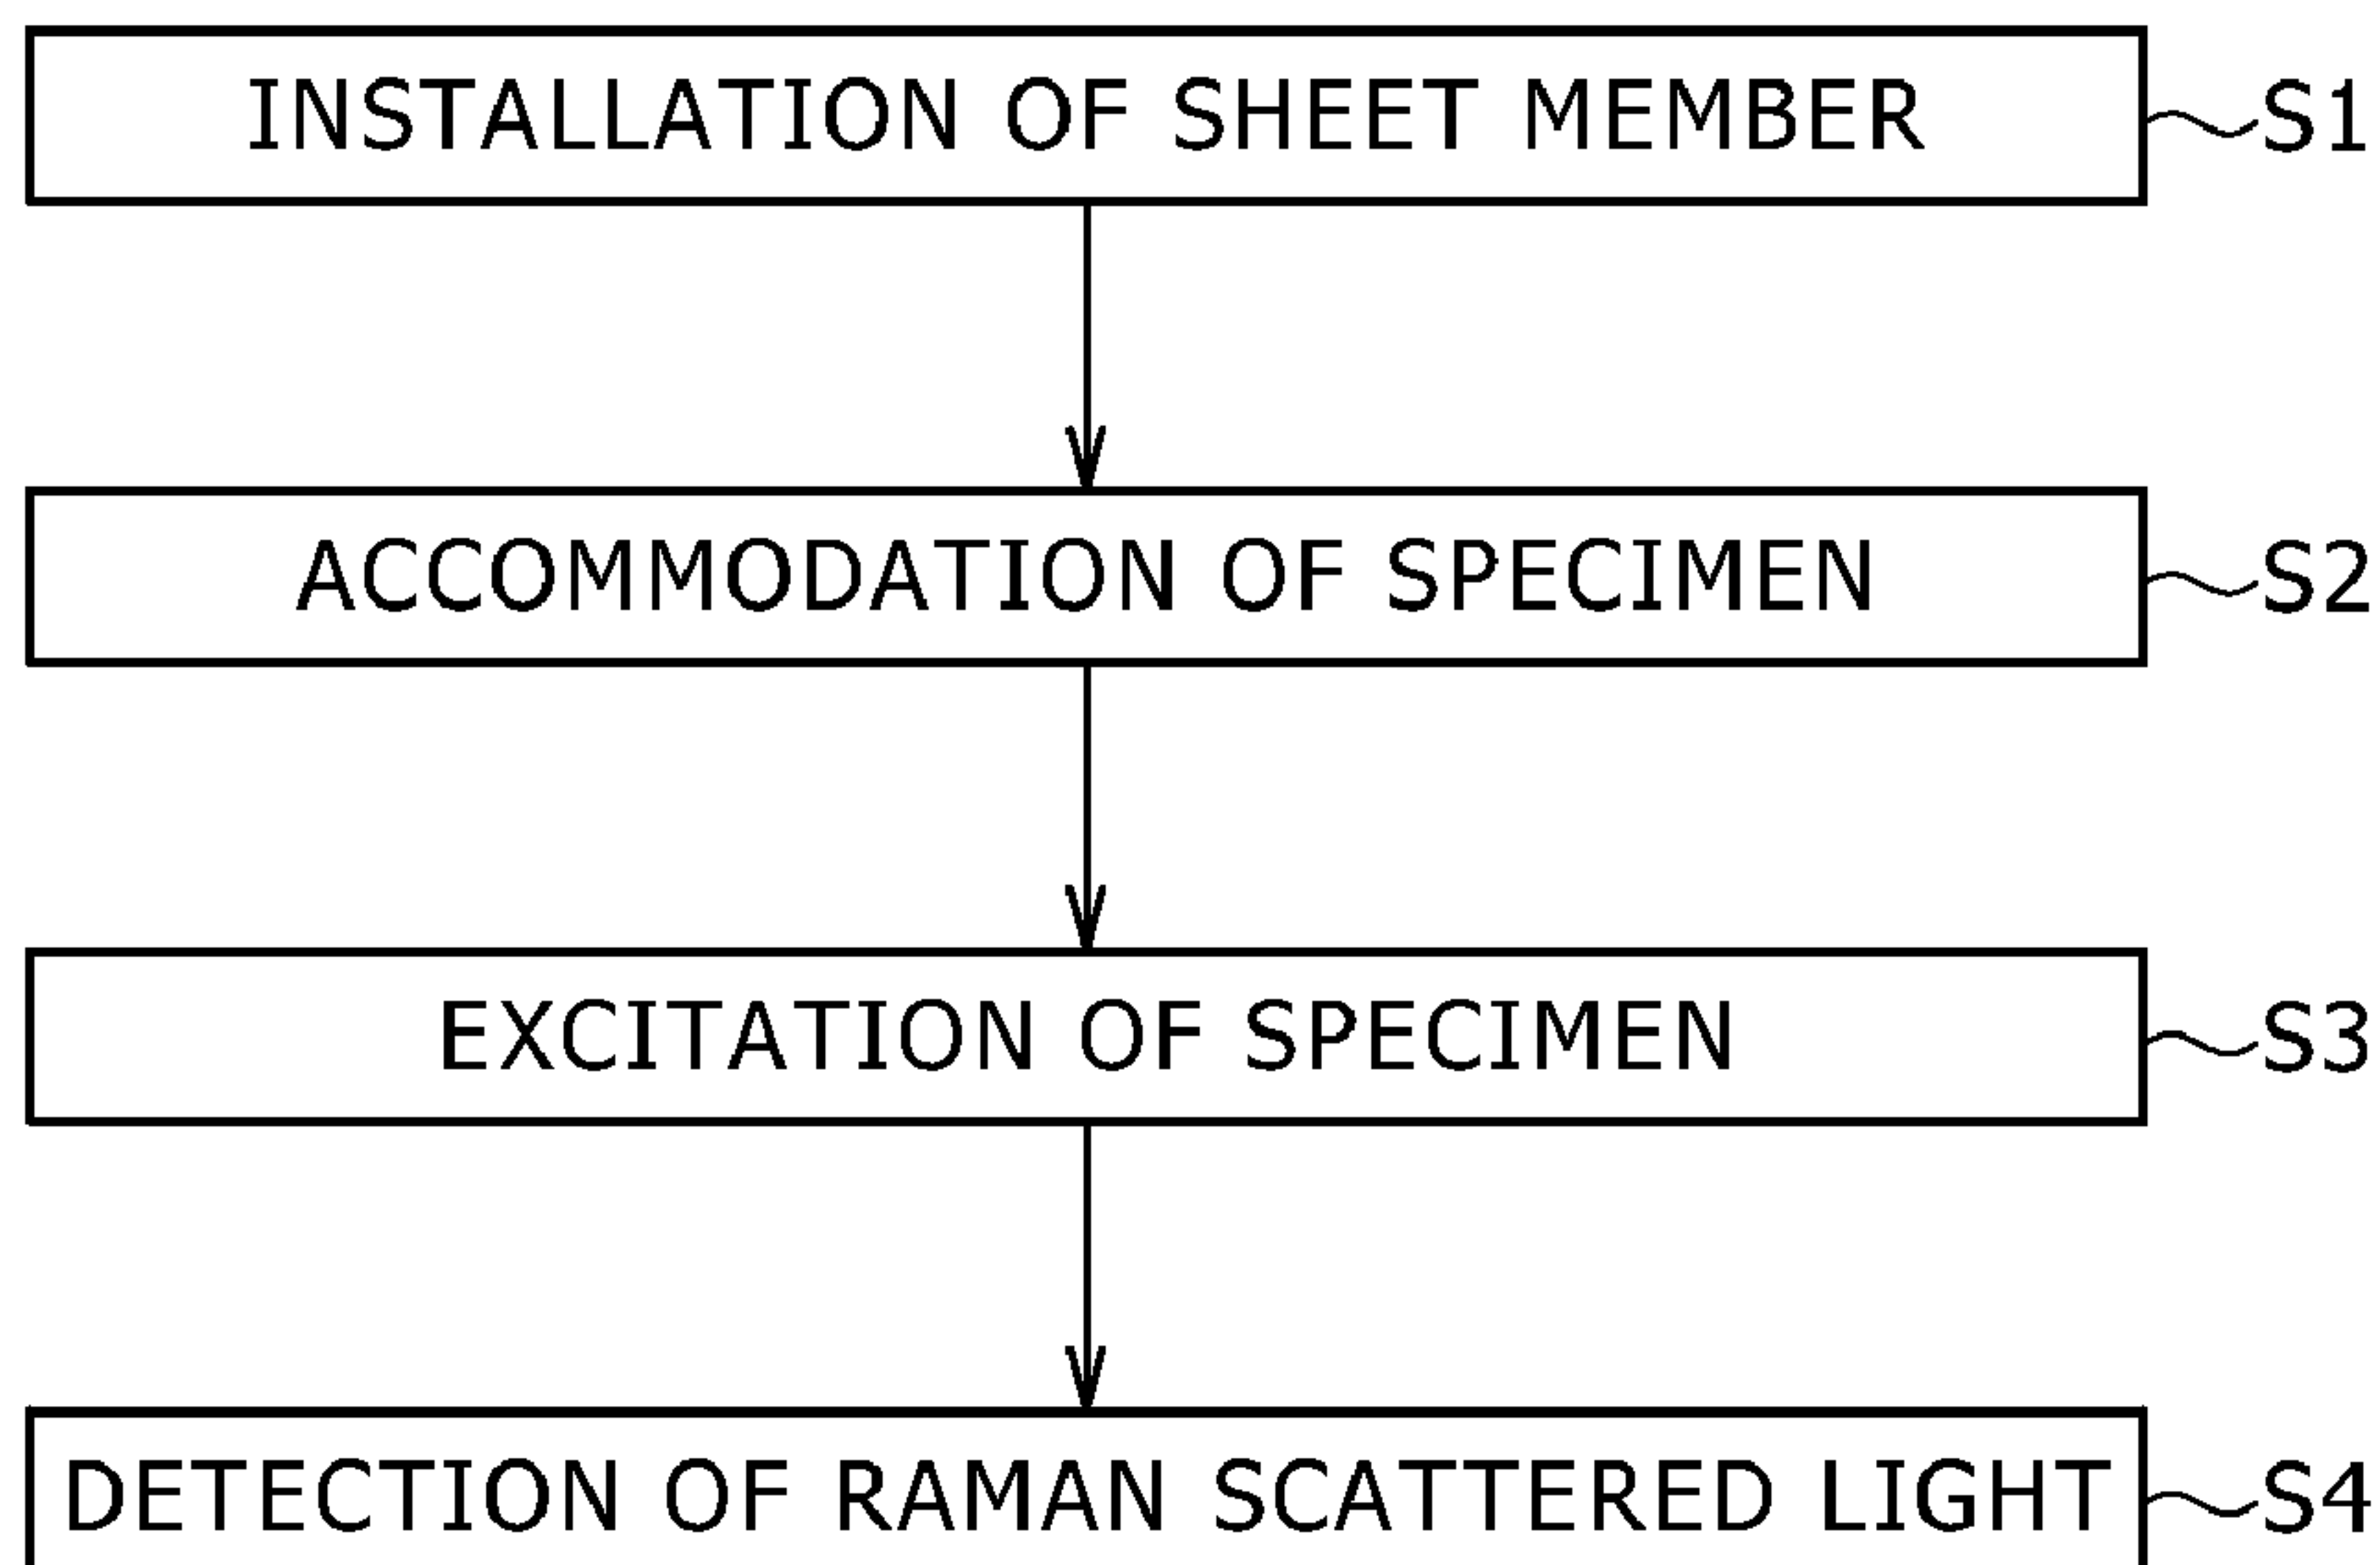 INSTALLATION OF SHEET MEMBER S1
ACCOMMODATION OF SPECIMEN S2
EXCITATION OF SPECIMEN S3
DETECTION OF RAMAN SCATTERED LIGHT S4